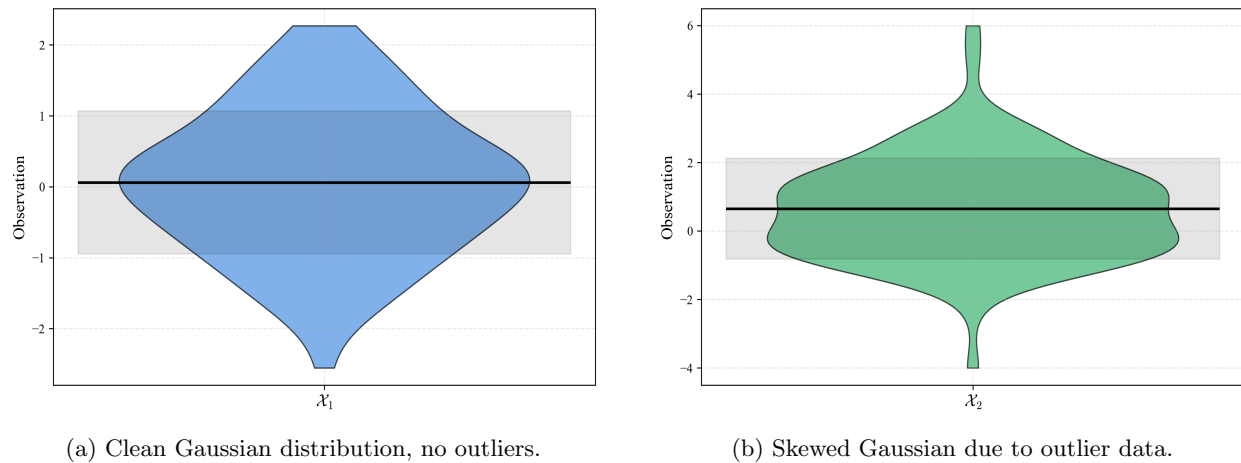 Observation
2
1
0
−1
−2
𝒳₁
Observation
6
4
2
0
−2
−4
𝒳₂
(a) Clean Gaussian distribution, no outliers.
(b) Skewed Gaussian due to outlier data.